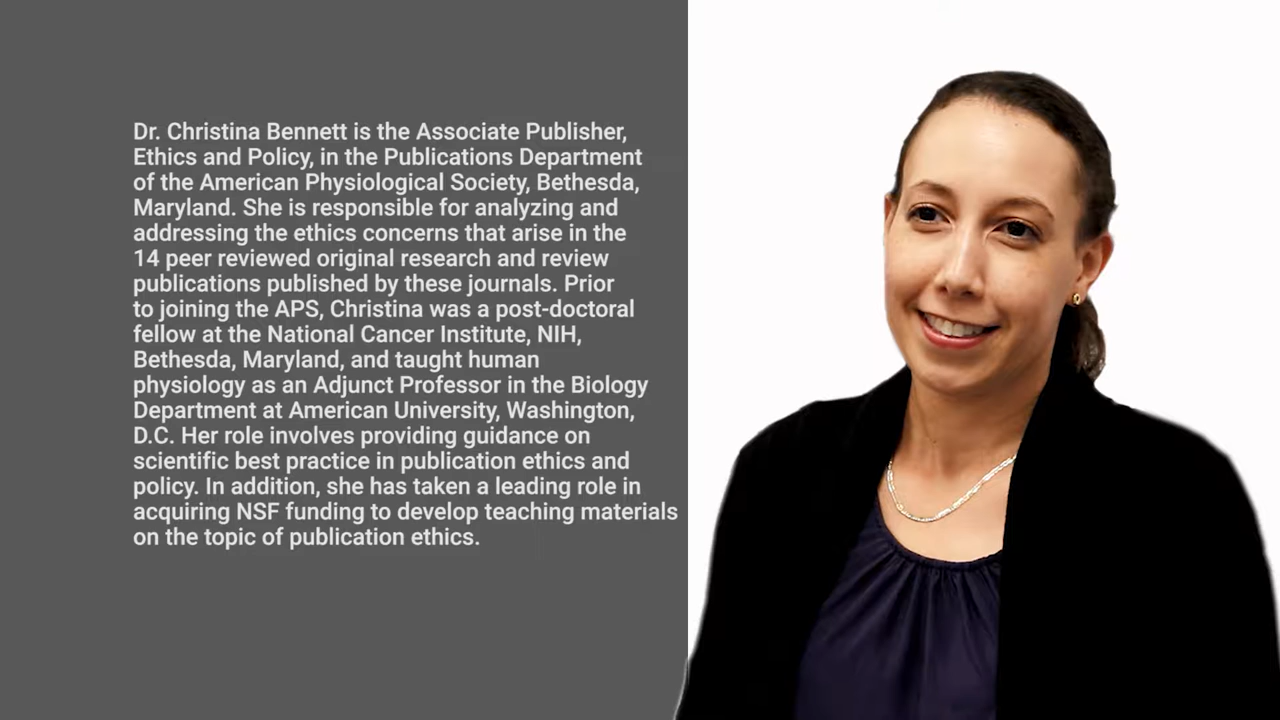 Dr. Christina Bennett is the Associate Publisher,
Ethics and Policy, in the Publications Department
of the American Physiological Society, Bethesda,
Maryland. She is responsible for analyzing and
addressing the ethics concerns that arise in the
14 peer reviewed original research and review
publications published by these journals. Prior
to joining the APS, Christina was a post-doctoral
fellow at the National Cancer Institute, NIH,
Bethesda, Maryland, and taught human
physiology as an Adjunct Professor in the Biology
Department at American University, Washington,
D.C. Her role involves providing guidance on
scientific best practice in publication ethics and
policy. In addition, she has taken a leading role in
acquiring NSF funding to develop teaching materials
on the topic of publication ethics.